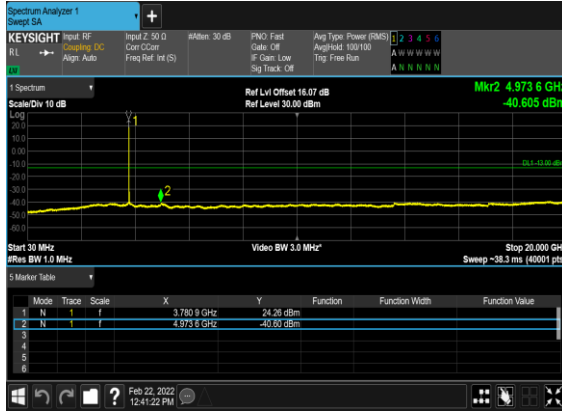 Spectrum Analyzer 1
Swept SA
+
KEYSIGHT Input: RF Input Z: 50 Ω #Atten: 30 dB PNO: Fast Avg Type: Power (RMS) 1 2 3 4 5 6
RL Coupling: DC Corr CCorr Gate: Off Avg|Hold: 100/100 A W W W W W
Align: Auto Freq Ref: Int (S) IF Gain: Low Trig: Free Run
Sig Track: Off A N N N N N
1 Spectrum Ref Lvl Offset 16.07 dB Mkr2 4.973 6 GHz
Scale/Div 10 dB Ref Level 30.00 dBm -40.605 dBm
Log
20.0
10.0
0.00
-10.0 DL1 -13.00 dBm
-20.0
-30.0
-40.0
-50.0
-60.0
1
2
Start 30 MHz Video BW 3.0 MHz* Stop 20.000 GHz
#Res BW 1.0 MHz Sweep ~38.3 ms (40001 pts)
5 Marker Table
Mode Trace Scale X Y Function Function Width Function Value
1 N 1 f 3.780 9 GHz 24.26 dBm
2 N 1 f 4.973 6 GHz -40.60 dBm
3
4
5
6
? Feb 22, 2022
12:41:22 PM